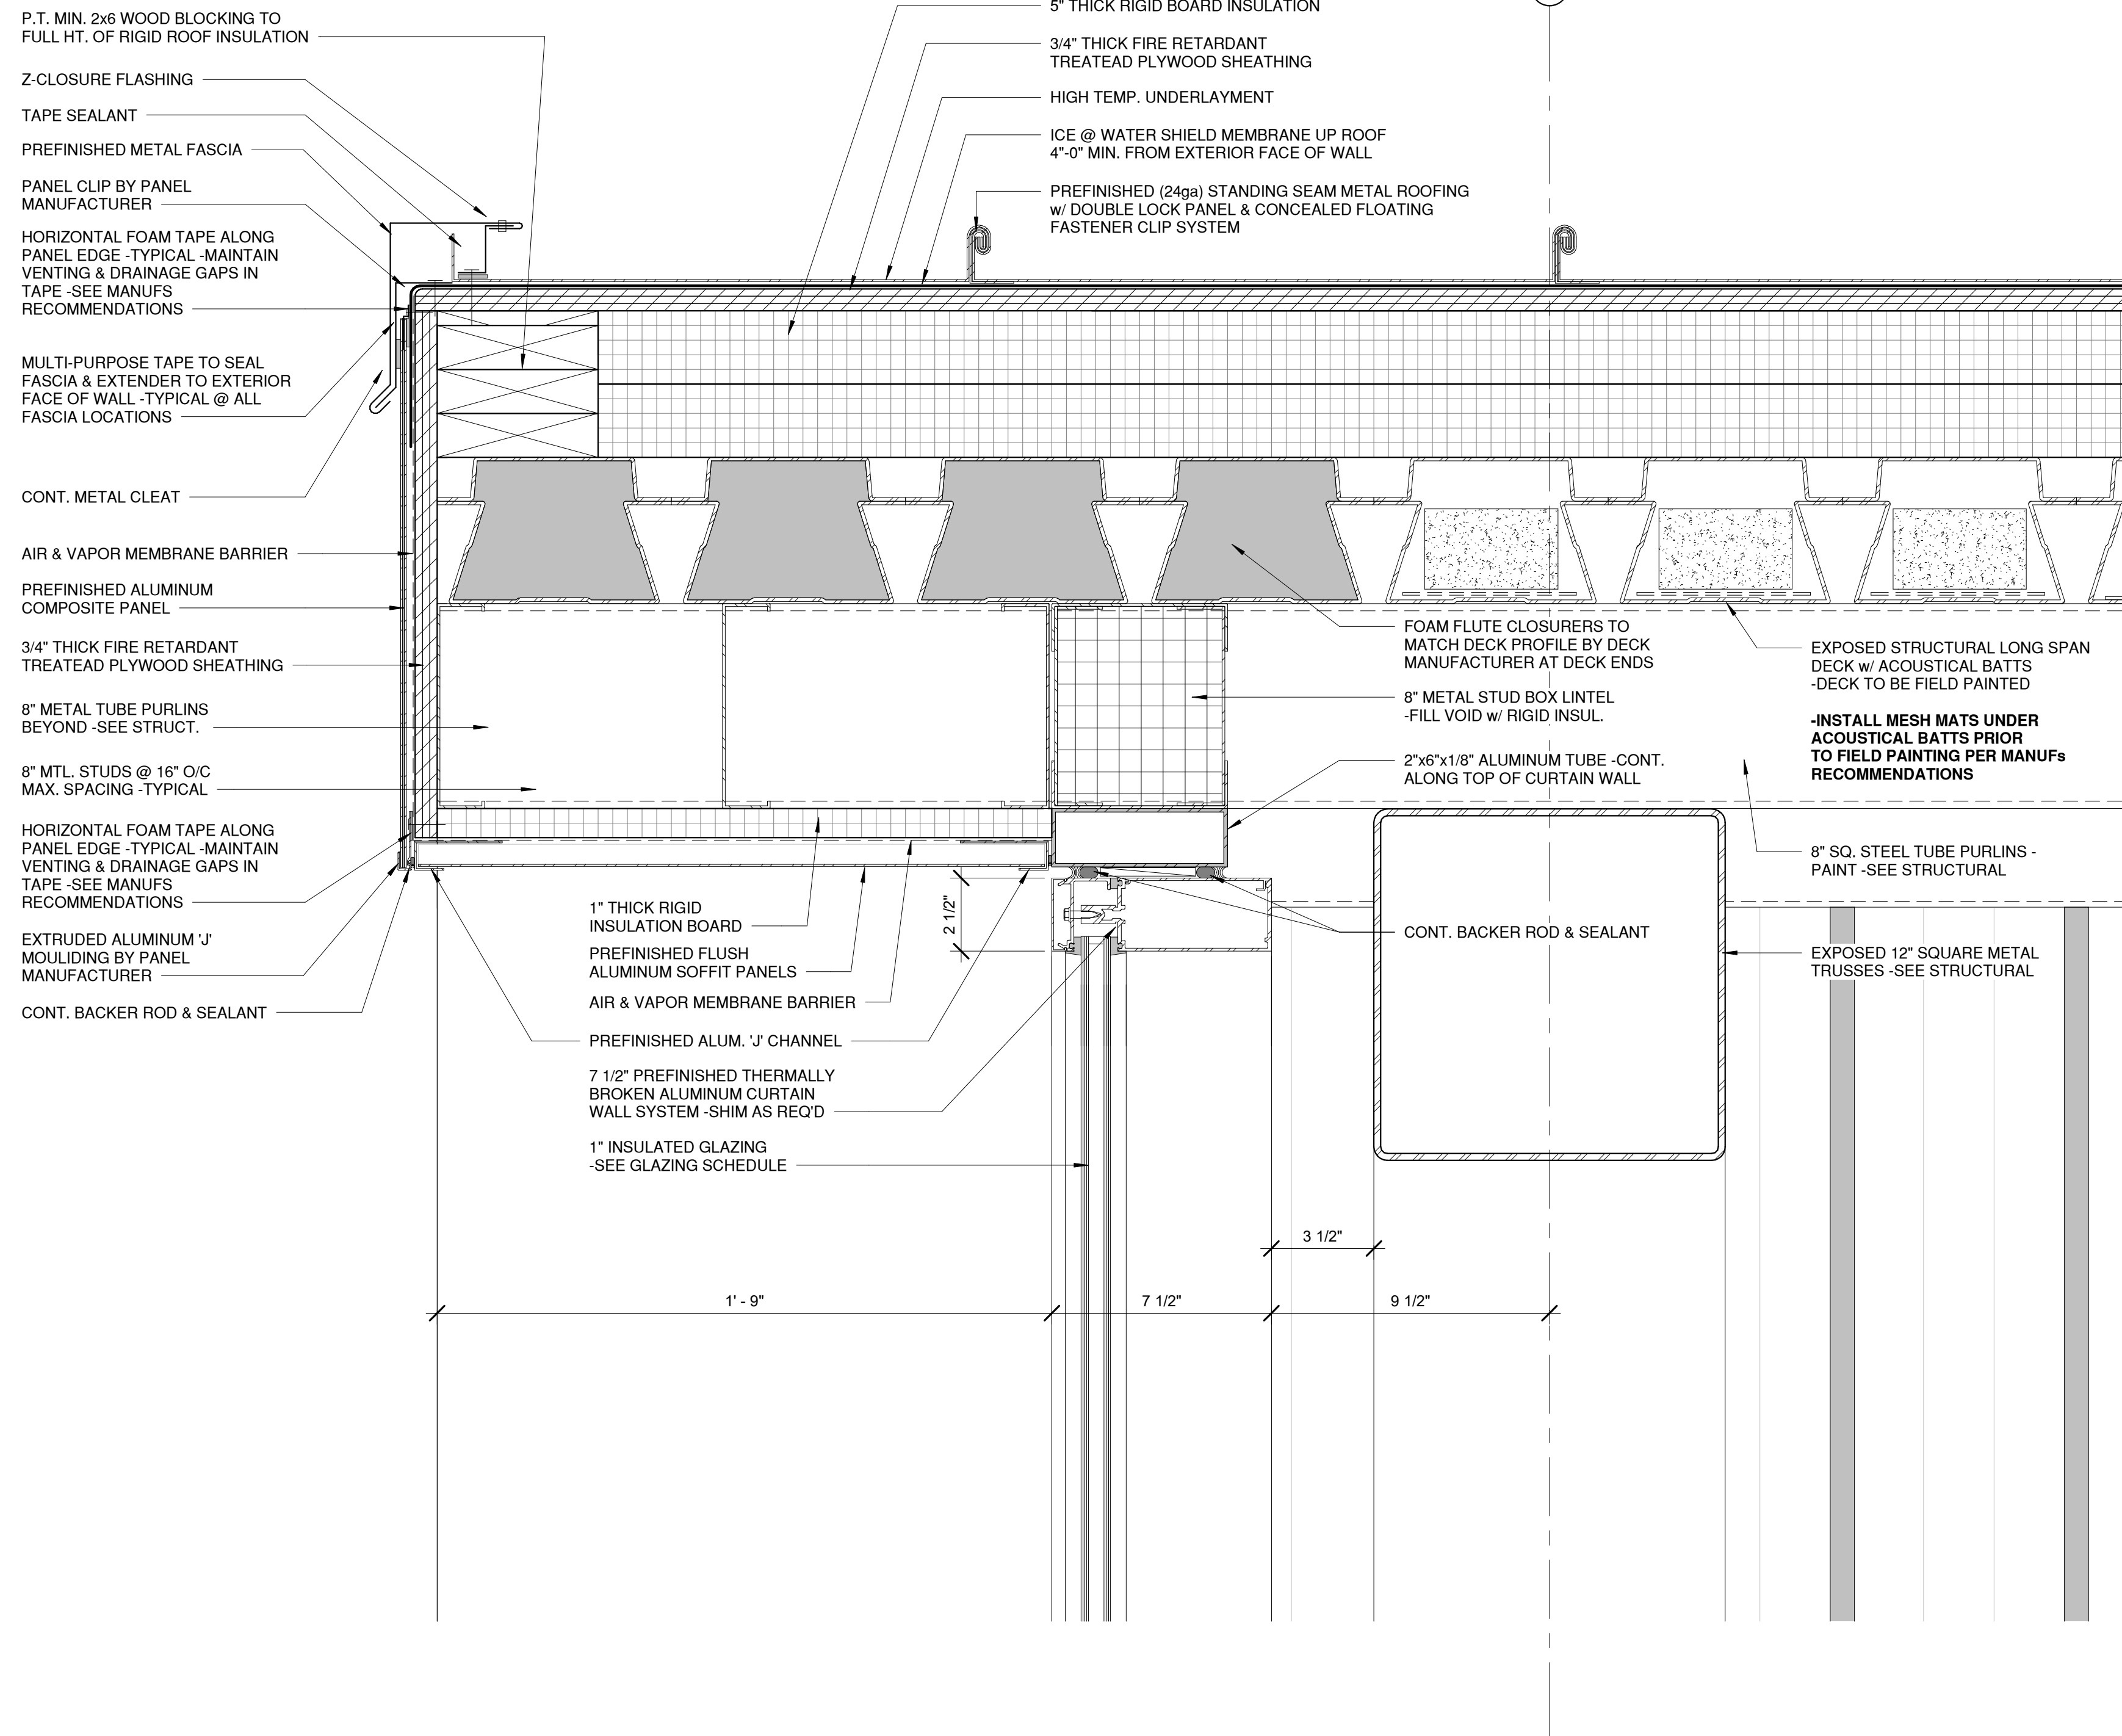 P.T. MIN. 2x6 WOOD BLOCKING TO
FULL HT. OF RIGID ROOF INSULATION
Z-CLOSURE FLASHING
TAPE SEALANT
PREFINISHED METAL FASCIA
PANEL CLIP BY PANEL
MANUFACTURER
HORIZONTAL FOAM TAPE ALONG
PANEL EDGE -TYPICAL -MAINTAIN
VENTING & DRAINAGE GAPS IN
TAPE -SEE MANUFS
RECOMMENDATIONS
MULTI-PURPOSE TAPE TO SEAL
FASCIA & EXTENDER TO EXTERIOR
FACE OF WALL -TYPICAL @ ALL
FASCIA LOCATIONS
CONT. METAL CLEAT
AIR & VAPOR MEMBRANE BARRIER
PREFINISHED ALUMINUM
COMPOSITE PANEL
3/4" THICK FIRE RETARDANT
TREATEAD PLYWOOD SHEATHING
8" METAL TUBE PURLINS
BEYOND -SEE STRUCT.
8" MTL. STUDS @ 16" O/C
MAX. SPACING -TYPICAL
HORIZONTAL FOAM TAPE ALONG
PANEL EDGE -TYPICAL -MAINTAIN
VENTING & DRAINAGE GAPS IN
TAPE -SEE MANUFS
RECOMMENDATIONS
EXTRUDED ALUMINUM 'J'
MOULIDING BY PANEL
MANUFACTURER
CONT. BACKER ROD & SEALANT
5" THICK RIGID BOARD INSULATION
3/4" THICK FIRE RETARDANT
TREATEAD PLYWOOD SHEATHING
HIGH TEMP. UNDERLAYMENT
ICE @ WATER SHIELD MEMBRANE UP ROOF
4"-0" MIN. FROM EXTERIOR FACE OF WALL
PREFINISHED (24ga) STANDING SEAM METAL ROOFING
w/ DOUBLE LOCK PANEL & CONCEALED FLOATING
FASTENER CLIP SYSTEM
FOAM FLUTE CLOSURERS TO
MATCH DECK PROFILE BY DECK
MANUFACTURER AT DECK ENDS
8" METAL STUD BOX LINTEL
-FILL VOID w/ RIGID INSUL.
2"x6"x1/8" ALUMINUM TUBE -CONT.
ALONG TOP OF CURTAIN WALL
CONT. BACKER ROD & SEALANT
EXPOSED STRUCTURAL LONG SPAN
DECK w/ ACOUSTICAL BATTS
-DECK TO BE FIELD PAINTED
-INSTALL MESH MATS UNDER
ACOUSTICAL BATTS PRIOR
TO FIELD PAINTING PER MANUFs
RECOMMENDATIONS
8" SQ. STEEL TUBE PURLINS -
PAINT -SEE STRUCTURAL
EXPOSED 12" SQUARE METAL
TRUSSES -SEE STRUCTURAL
1" THICK RIGID
INSULATION BOARD
PREFINISHED FLUSH
ALUMINUM SOFFIT PANELS
AIR & VAPOR MEMBRANE BARRIER
PREFINISHED ALUM. 'J' CHANNEL
7 1/2" PREFINISHED THERMALLY
BROKEN ALUMINUM CURTAIN
WALL SYSTEM -SHIM AS REQ'D
1" INSULATED GLAZING
-SEE GLAZING SCHEDULE
2 1/2"
3 1/2"
1' - 9"
7 1/2"
9 1/2"